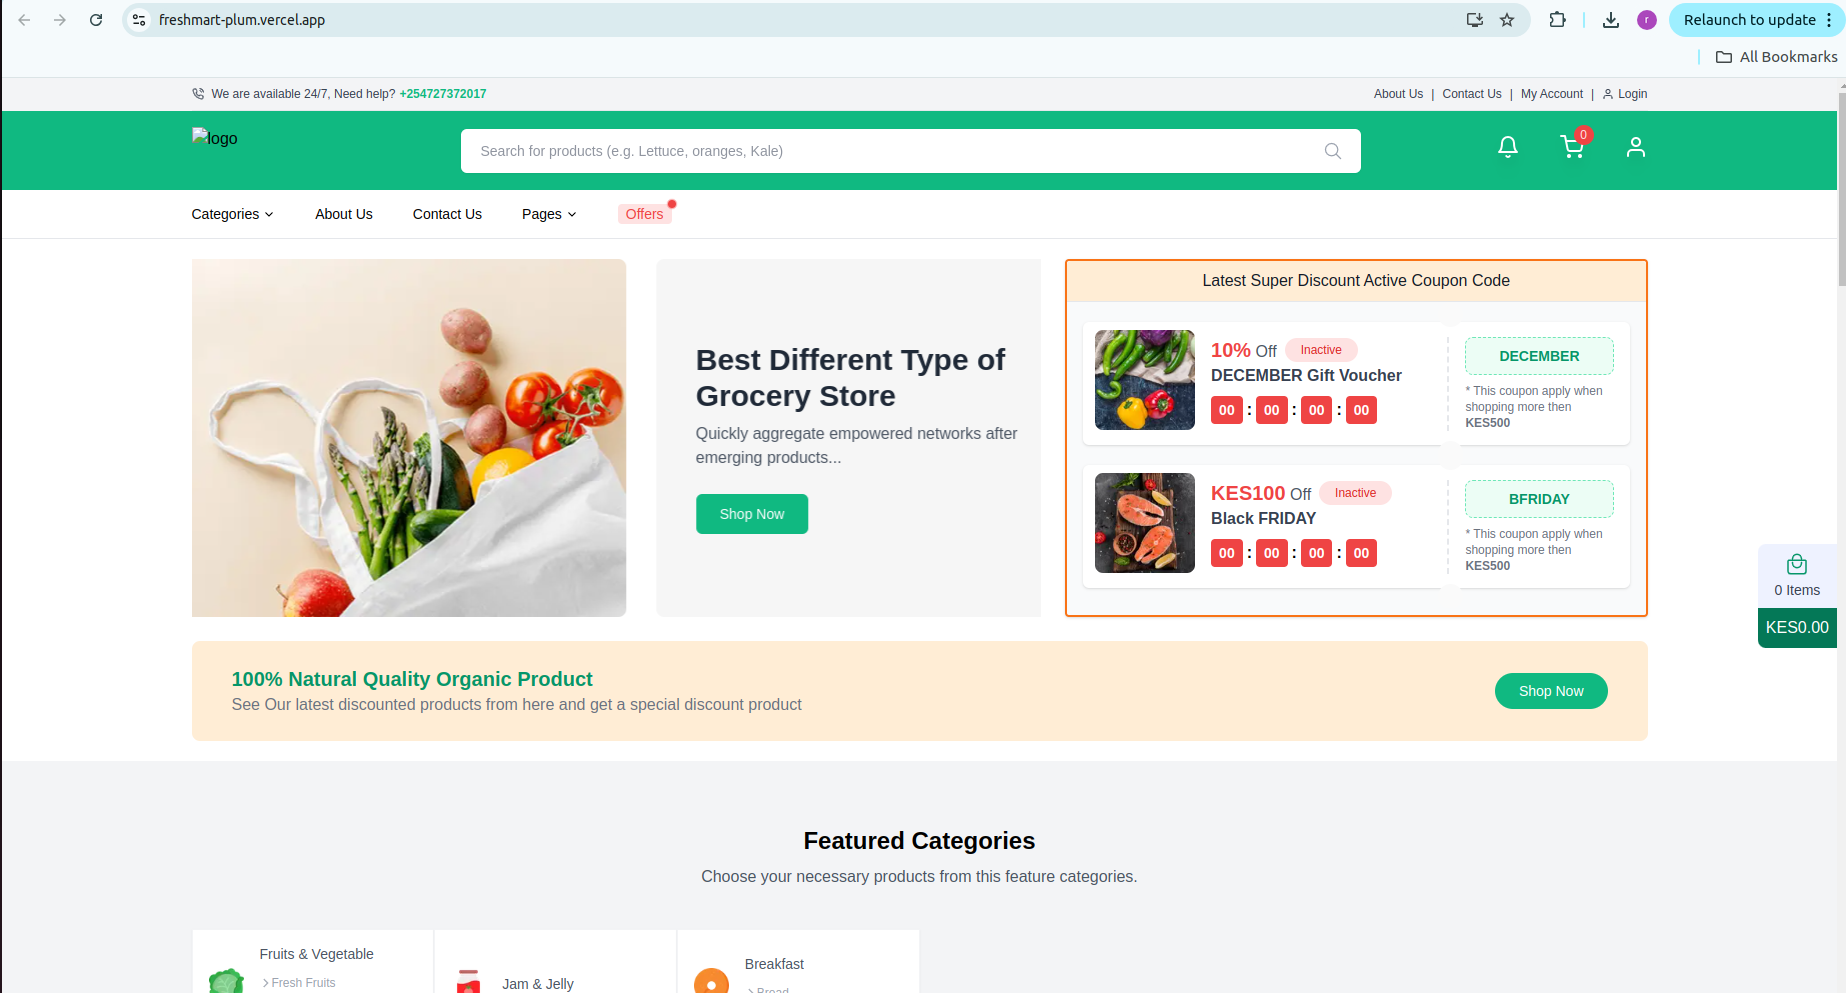 freshmart-plum.vercel.app
r
Relaunch to update
All Bookmarks
We are available 24/7, Need help? +254727372017
About Us | Contact Us | My Account | Login
logo
Search for products (e.g. Lettuce, oranges, Kale)
0
Categories
About Us
Contact Us
Pages
Offers
Best Different Type of
Grocery Store
Quickly aggregate empowered networks after
emerging products...
Shop Now
Latest Super Discount Active Coupon Code
10% Off Inactive
DECEMBER Gift Voucher
00 : 00 : 00 : 00
DECEMBER
* This coupon apply when
shopping more then
KES500
KES100 Off Inactive
Black FRIDAY
00 : 00 : 00 : 00
BFRIDAY
* This coupon apply when
shopping more then
KES500
0 Items
KES0.00
100% Natural Quality Organic Product
See Our latest discounted products from here and get a special discount product
Shop Now
Featured Categories
Choose your necessary products from this feature categories.
Fruits & Vegetable
Fresh Fruits
Jam & Jelly
Breakfast
Bread